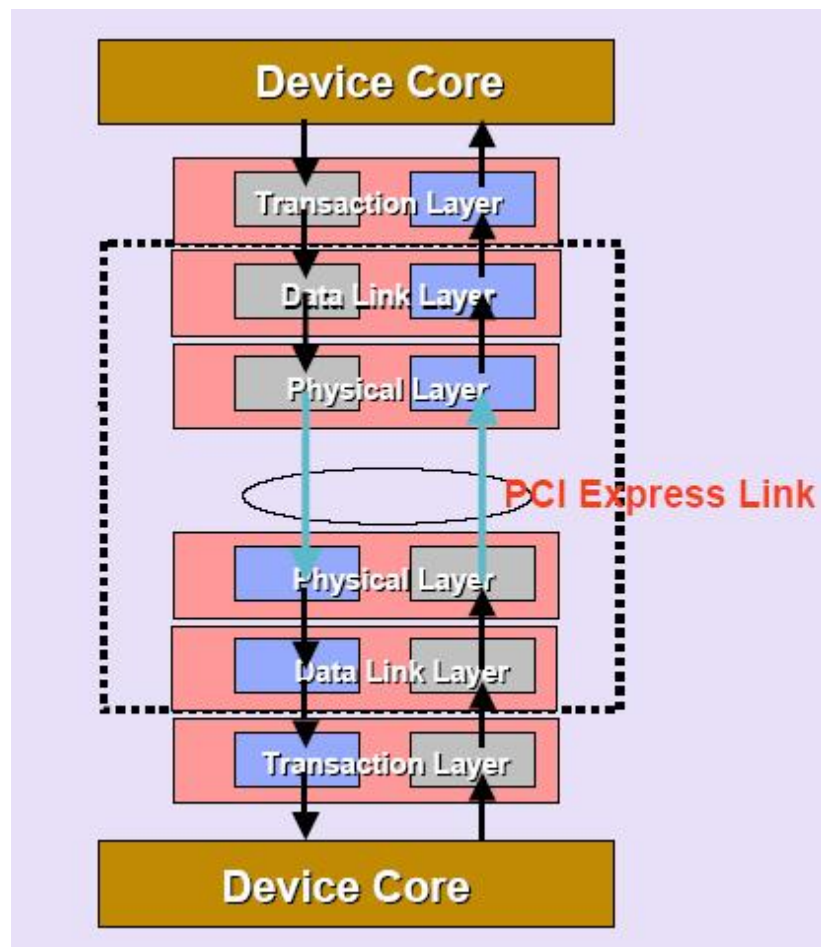 Device Core
Transaction Layer
Data Link Layer
Physical Layer
PCI Express Link
Physical Layer
Data Link Layer
Transaction Layer
Device Core